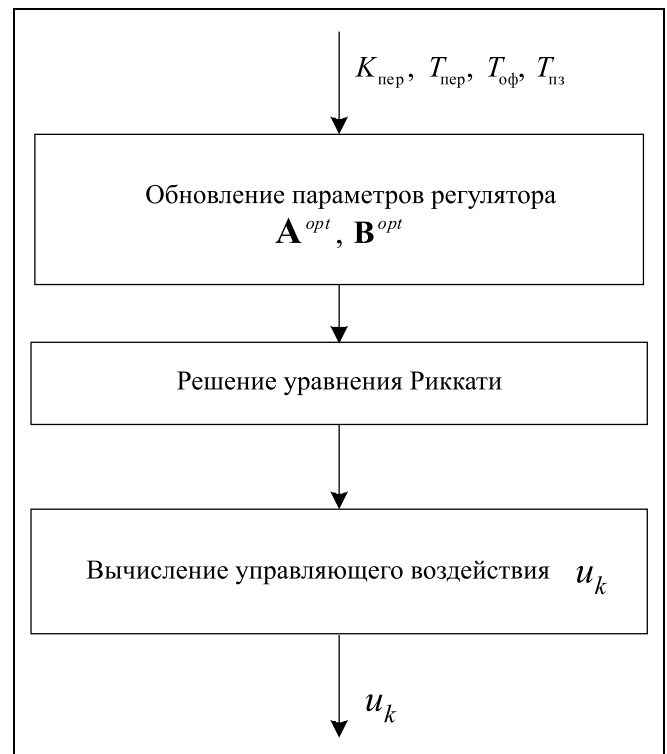 K_пер, T_пер, T_оф, T_пз
Обновление параметров регулятора
A^opt, B^opt
Решение уравнения Риккати
Вычисление управляющего воздействия u_k
u_k